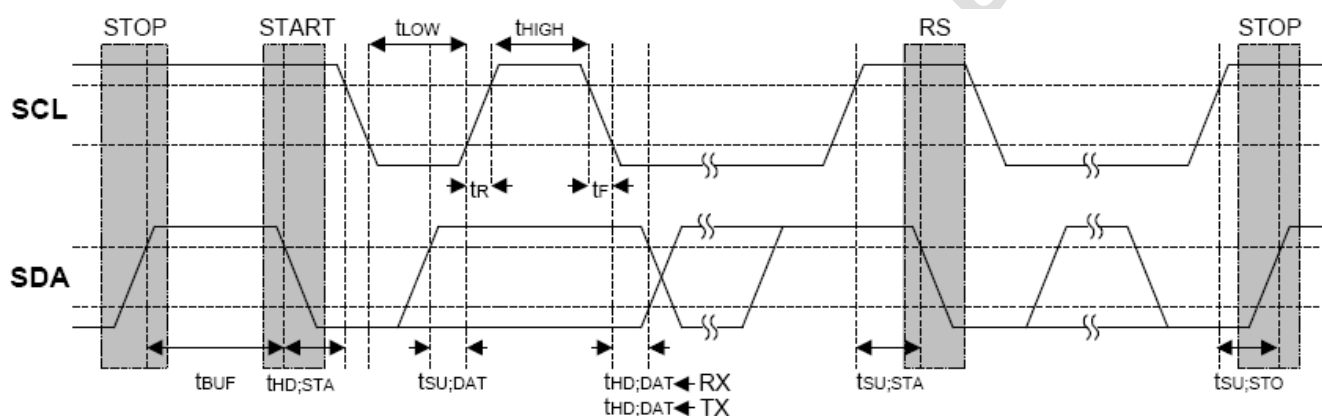 STOP START tLOW tHIGH RS STOP
SCL
tR tF
SDA
tBUF tHD;STA tSU;DAT tHD;DAT RX tSU;STA tSU;STO
tHD;DAT TX